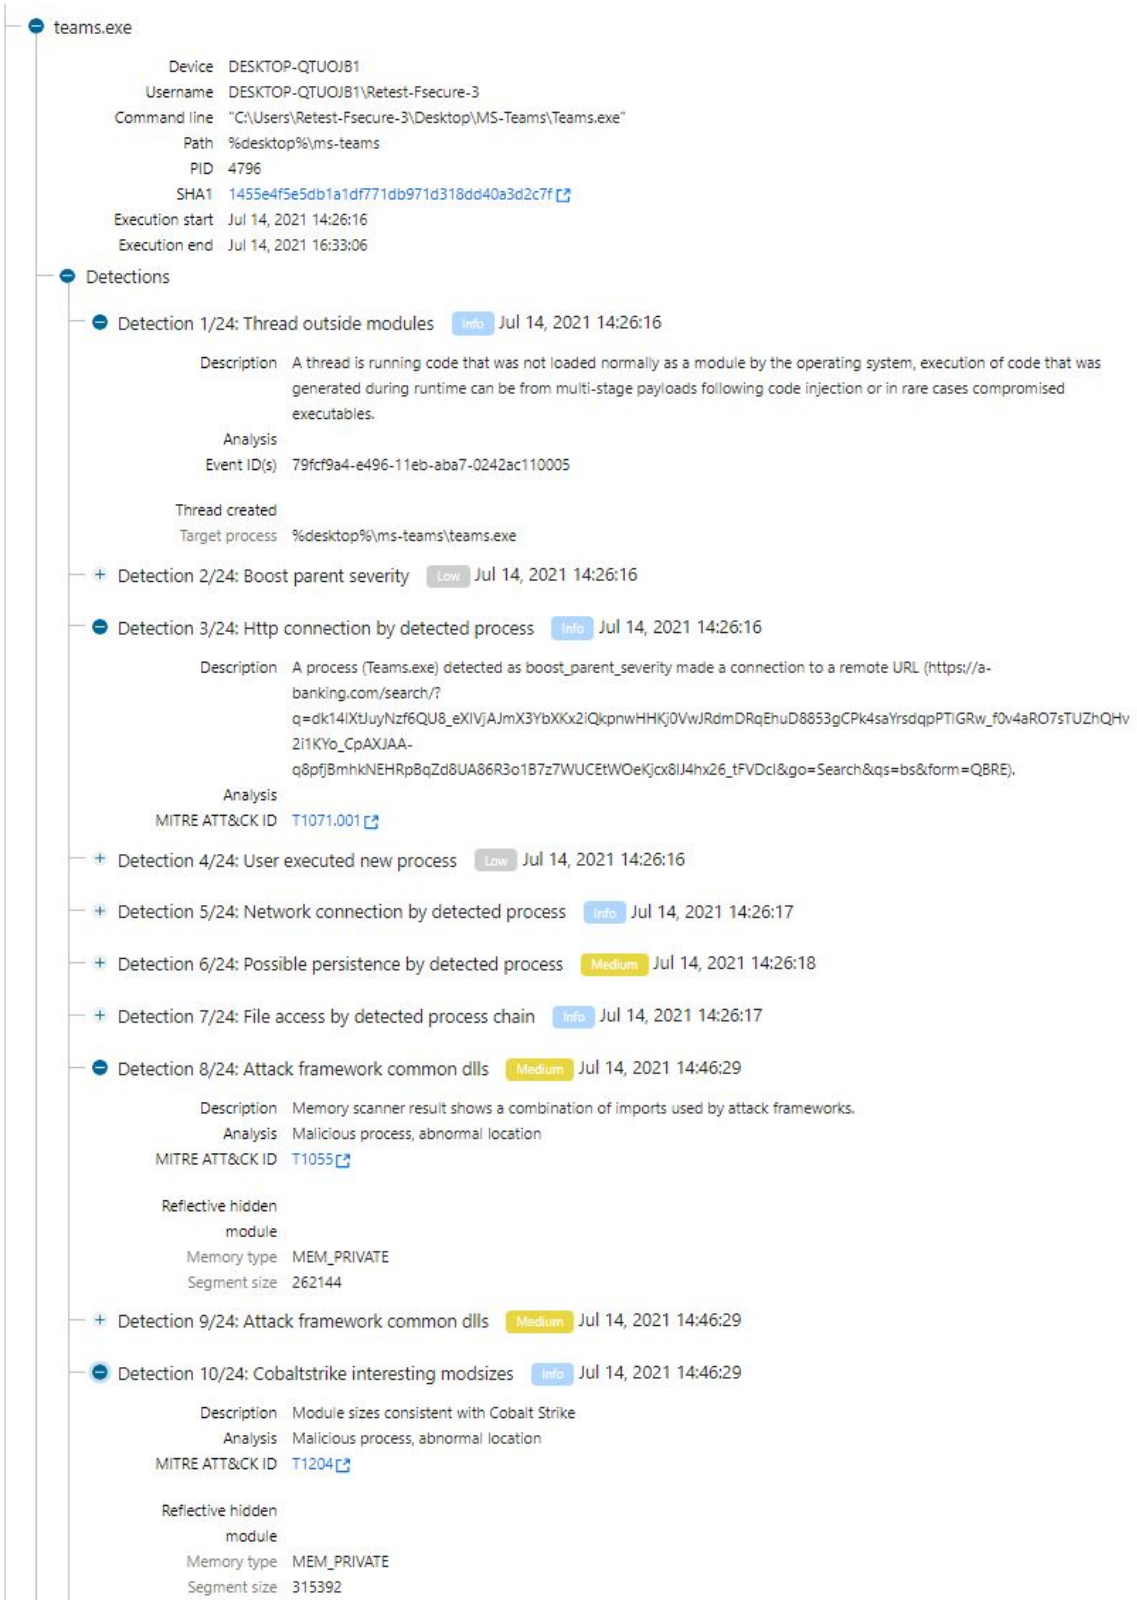 teams.exe
Device DESKTOP-QTUOJB1
Username DESKTOP-QTUOJB1\Retest-Fsecure-3
Command line "C:\Users\Retest-Fsecure-3\Desktop\MS-Teams\Teams.exe"
Path %desktop%\ms-teams
PID 4796
SHA1 1455e4f5e5db1a1df771db971d318dd40a3d2c7f
Execution start Jul 14, 2021 14:26:16
Execution end Jul 14, 2021 16:33:06
Detections
Detection 1/24: Thread outside modules Info Jul 14, 2021 14:26:16
Description A thread is running code that was not loaded normally as a module by the operating system, execution of code that was
generated during runtime can be from multi-stage payloads following code injection or in rare cases compromised
executables.
Analysis
Event ID(s) 79fcf9a4-e496-11eb-aba7-0242ac110005
Thread created
Target process %desktop%\ms-teams\teams.exe
Detection 2/24: Boost parent severity Low Jul 14, 2021 14:26:16
Detection 3/24: Http connection by detected process Info Jul 14, 2021 14:26:16
Description A process (Teams.exe) detected as boost_parent_severity made a connection to a remote URL (https://a-
banking.com/search/?
q=dk14IXtJuyNzf6QU8_eXIVjAJmX3YbXKx2iQkpnwHHKj0VwJRdmDRqEhuD8853gCPk4saYrsdqpPTIGRw_f0v4aRO7sTUZhQHv
2i1KYo_CpAXJAA-
q8pfjBmhkNEHRpBqZd8UA86R3o1B7z7WUCEtWOeKjcx8IJ4hx26_tFVDcI&go=Search&qs=bs&form=QBRE).
Analysis
MITRE ATT&CK ID T1071.001
Detection 4/24: User executed new process Low Jul 14, 2021 14:26:16
Detection 5/24: Network connection by detected process Info Jul 14, 2021 14:26:17
Detection 6/24: Possible persistence by detected process Medium Jul 14, 2021 14:26:18
Detection 7/24: File access by detected process chain Info Jul 14, 2021 14:26:17
Detection 8/24: Attack framework common dlls Medium Jul 14, 2021 14:46:29
Description Memory scanner result shows a combination of imports used by attack frameworks.
Analysis Malicious process, abnormal location
MITRE ATT&CK ID T1055
Reflective hidden
module
Memory type MEM_PRIVATE
Segment size 262144
Detection 9/24: Attack framework common dlls Medium Jul 14, 2021 14:46:29
Detection 10/24: Cobaltstrike interesting modsizes Info Jul 14, 2021 14:46:29
Description Module sizes consistent with Cobalt Strike
Analysis Malicious process, abnormal location
MITRE ATT&CK ID T1204
Reflective hidden
module
Memory type MEM_PRIVATE
Segment size 315392